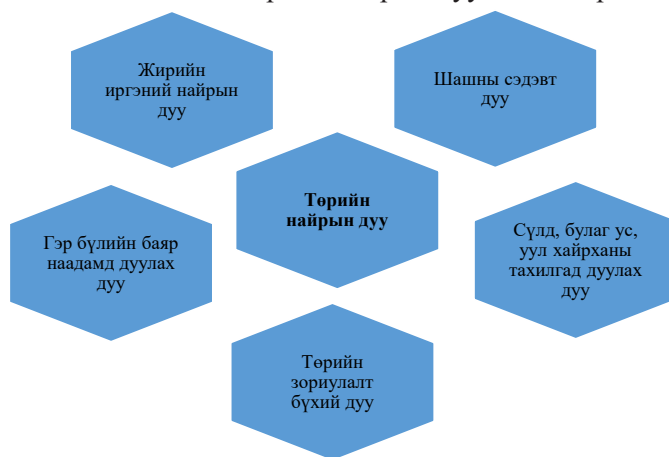 Жирийн
иргэний найрын
дуу
Шашны сэдэвт
дуу
Төрийн
найрын дуу
Гэр бүлийн баяр
наадамд дуулах
дуу
Сүлд, булаг ус,
уул хайрханы
тахилгад дуулах
дуу
Төрийн
зориулалт
бүхий дуу